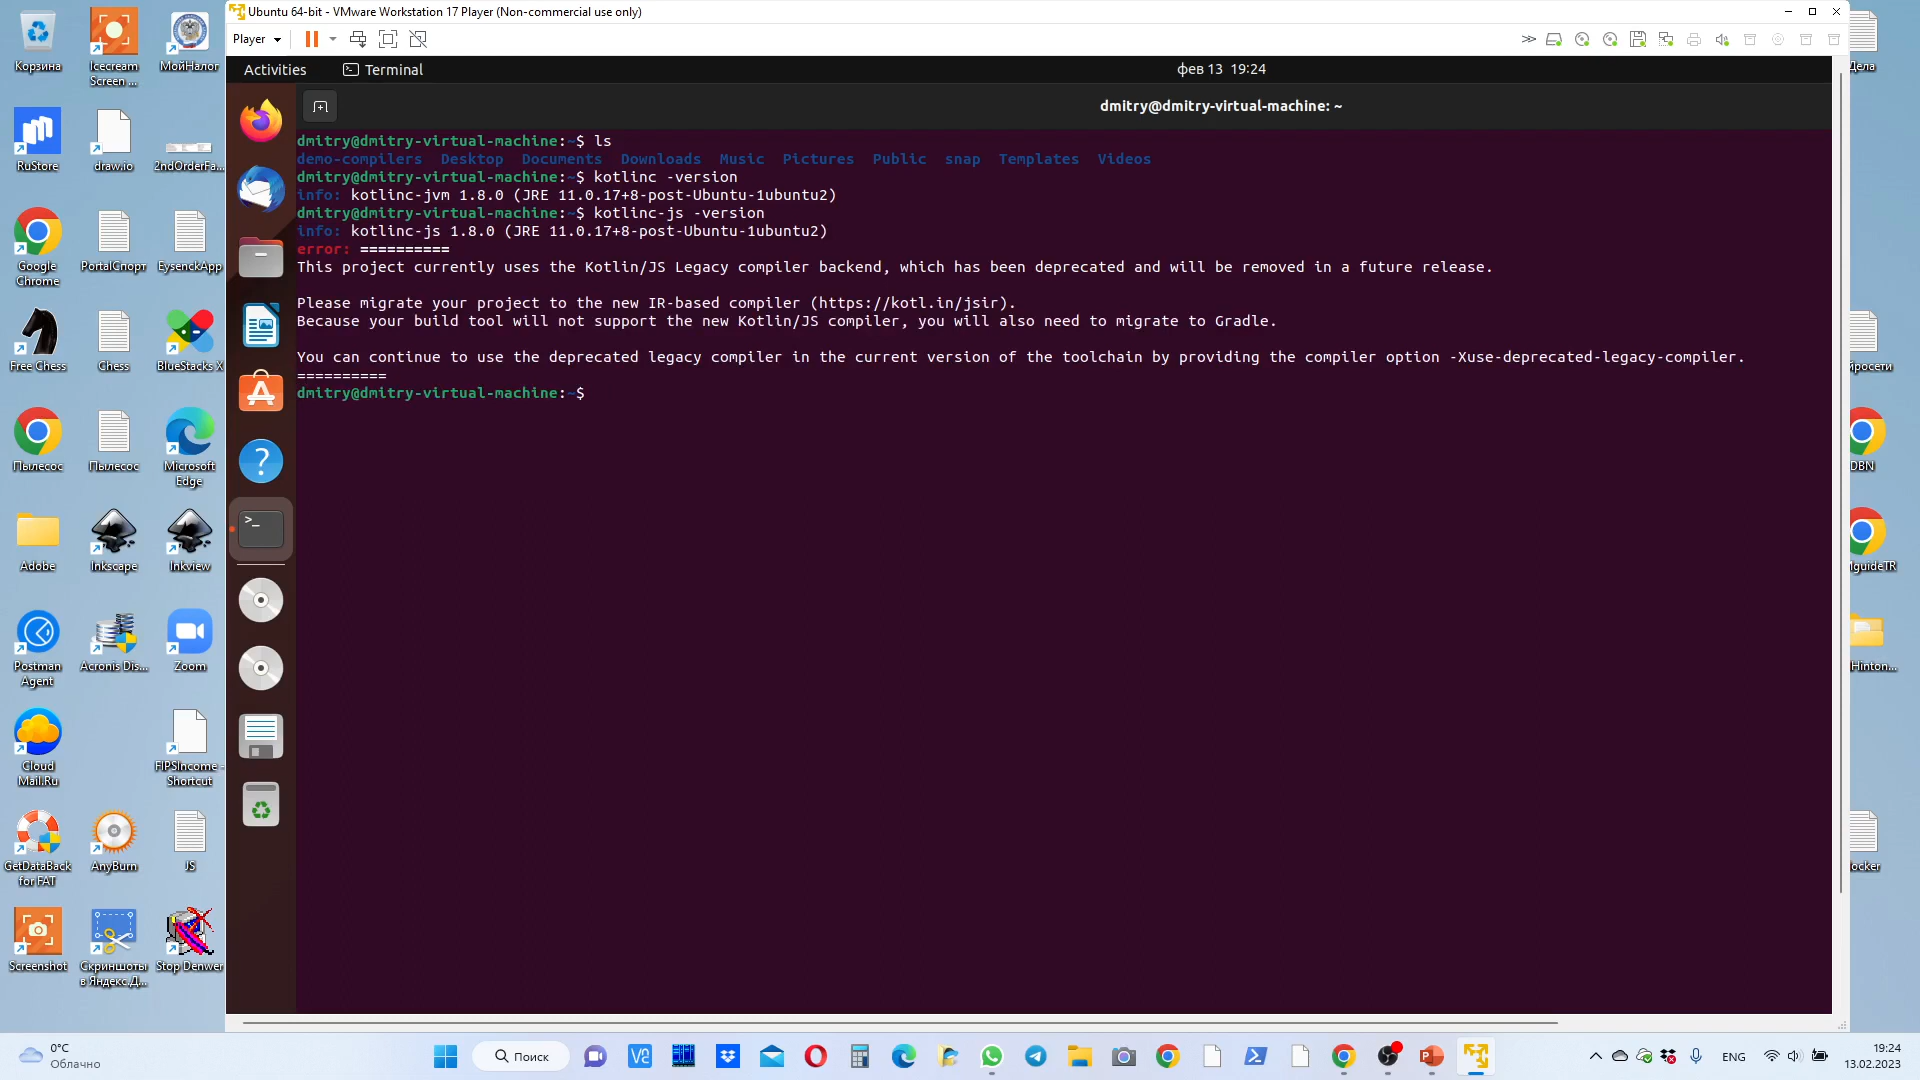 Ubuntu 64-bit - VMware Workstation 17 Player (Non-commercial use only)
Player
Activities
Terminal
фев 13 19:24
dmitry@dmitry-virtual-machine: ~
dmitry@dmitry-virtual-machine:~$ ls
demo-compilers Desktop Documents Downloads Music Pictures Public snap Templates Videos
dmitry@dmitry-virtual-machine:~$ kotlinc -version
info: kotlinc-jvm 1.8.0 (JRE 11.0.17+8-post-Ubuntu-1ubuntu2)
dmitry@dmitry-virtual-machine:~$ kotlinc-js -version
info: kotlinc-js 1.8.0 (JRE 11.0.17+8-post-Ubuntu-1ubuntu2)
error: ==========
This project currently uses the Kotlin/JS Legacy compiler backend, which has been deprecated and will be removed in a future release.
Please migrate your project to the new IR-based compiler (https://kotl.in/jsir).
Because your build tool will not support the new Kotlin/JS compiler, you will also need to migrate to Gradle.
You can continue to use the deprecated legacy compiler in the current version of the toolchain by providing the compiler option -Xuse-deprecated-legacy-compiler.
==========
dmitry@dmitry-virtual-machine:~$
Корзина
Icecream
Screen ...
МойНалог
RuStore
draw.io
2ndOrderFa...
Google
Chrome
PortalСпорт
EysenckApp
Free Chess
Chess
BlueStacks X
Пылесос
Пылесос
Microsoft
Edge
Adobe
Inkscape
Inkview
Postman
Agent
Acronis Dis...
Zoom
Cloud
Mail.Ru
FIPSIncome -
Shortcut
GetDataBack
for FAT
AnyBurn
JS
Screenshot
Скриншоты
в Яндекс.Д...
Stop Denwer
Дела
йросети
DBN
guideTR
Hinton...
ocker
0°C
Облачно
Поиск
ENG
19:24
13.02.2023